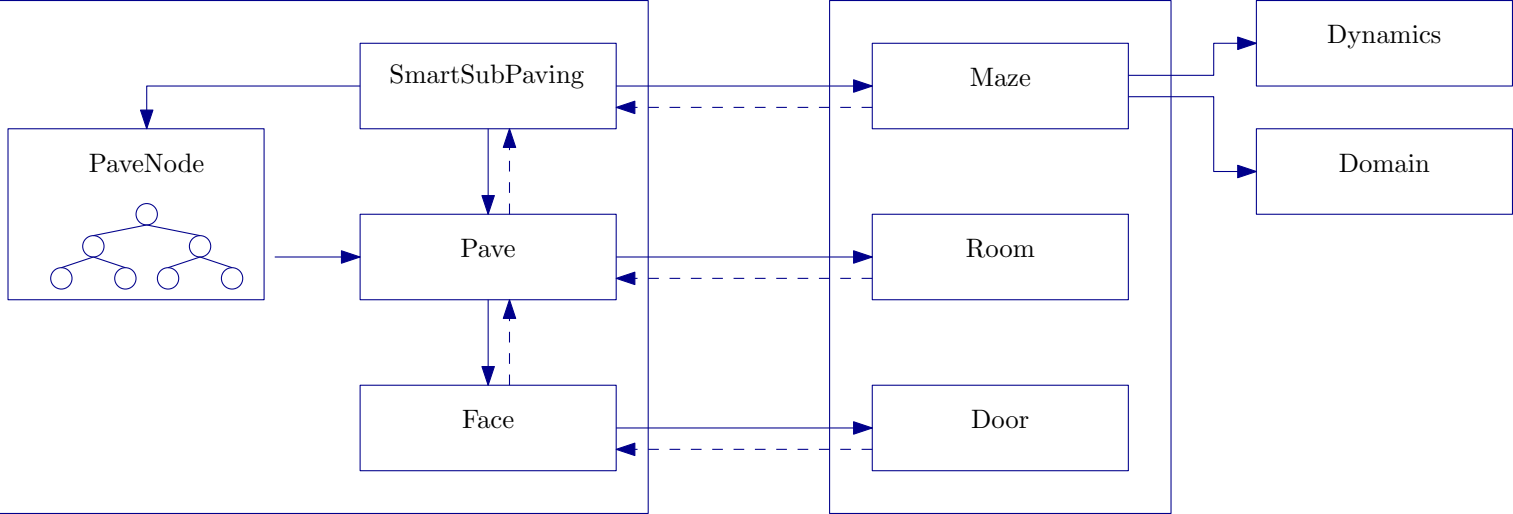 Dynamics
SmartSubPaving
Maze
PaveNode
Domain
Pave
Room
Face
Door